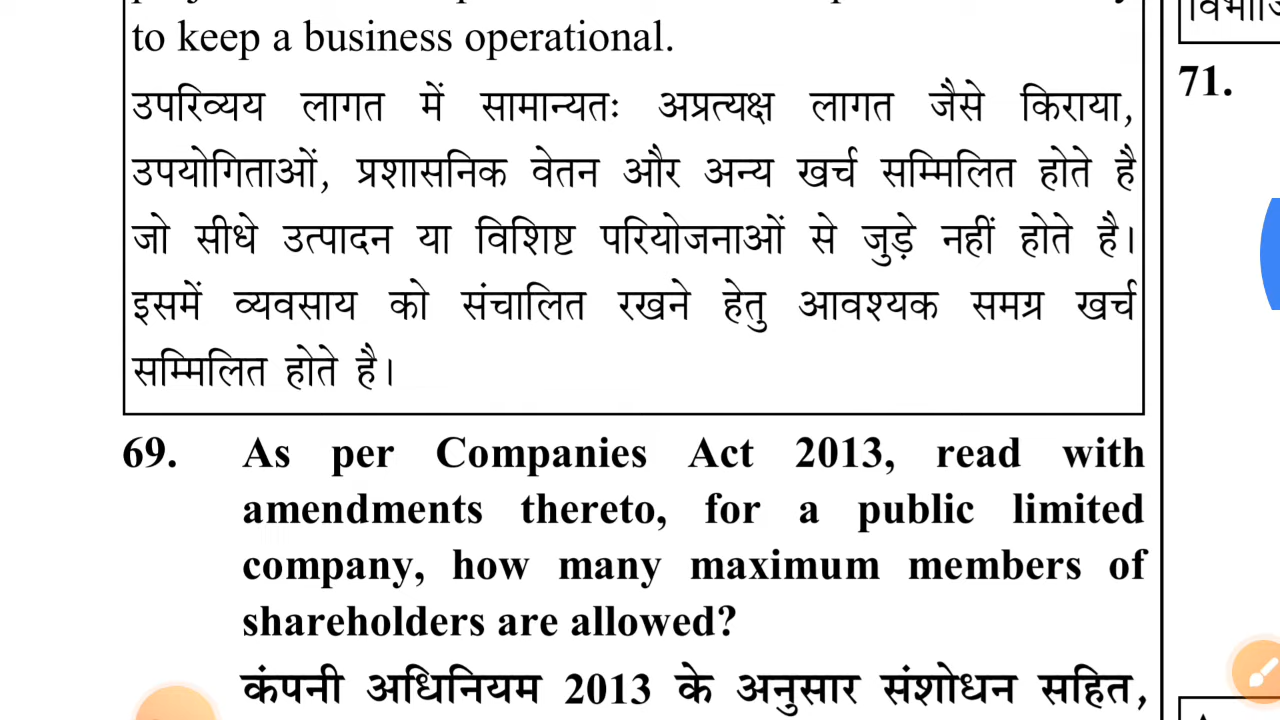 to keep a business operational.
उपरिव्यय लागत में सामान्यतः अप्रत्यक्ष लागत जैसे किराया,
उपयोगिताओं, प्रशासनिक वेतन और अन्य खर्च सम्मिलित होते है
जो सीधे उत्पादन या विशिष्ट परियोजनाओं से जुड़े नहीं होते है।
इसमें व्यवसाय को संचालित रखने हेतु आवश्यक समग्र खर्च
सम्मिलित होते है।
69. As per Companies Act 2013, read with
amendments thereto, for a public limited
company, how many maximum members of
shareholders are allowed?
कंपनी अधिनियम 2013 के अनुसार संशोधन सहित,
71.